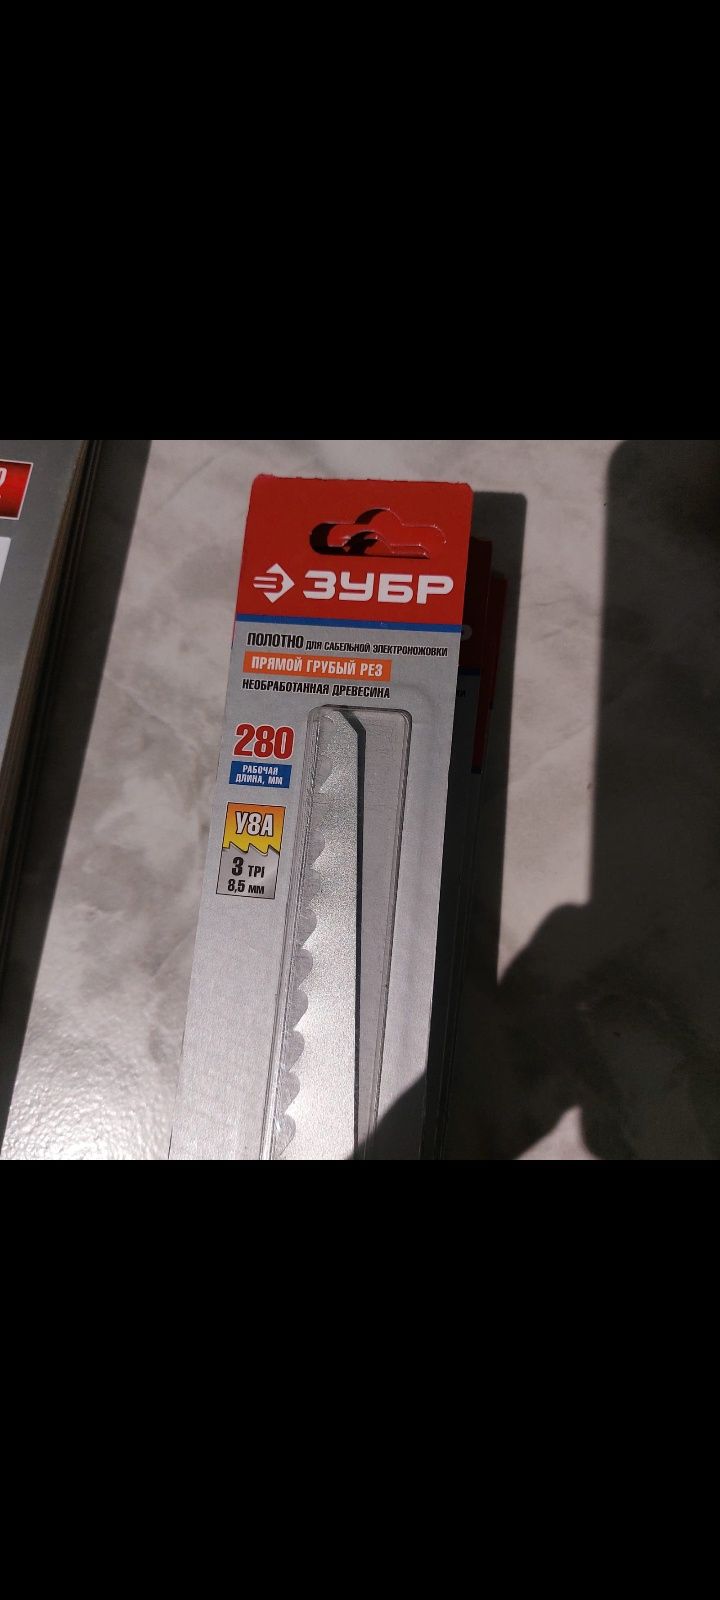 ЗУБР
ПОЛОТНО ДЛЯ САБЕЛЬНОЙ ЭЛЕКТРОНОЖОВКИ
ПРЯМОЙ ГРУБЫЙ РЕЗ
НЕОБРАБОТАННАЯ ДРЕВЕСИНА
280
РАБОЧАЯ
ДЛИНА, ММ
У8А
3 TPI
8,5 мм